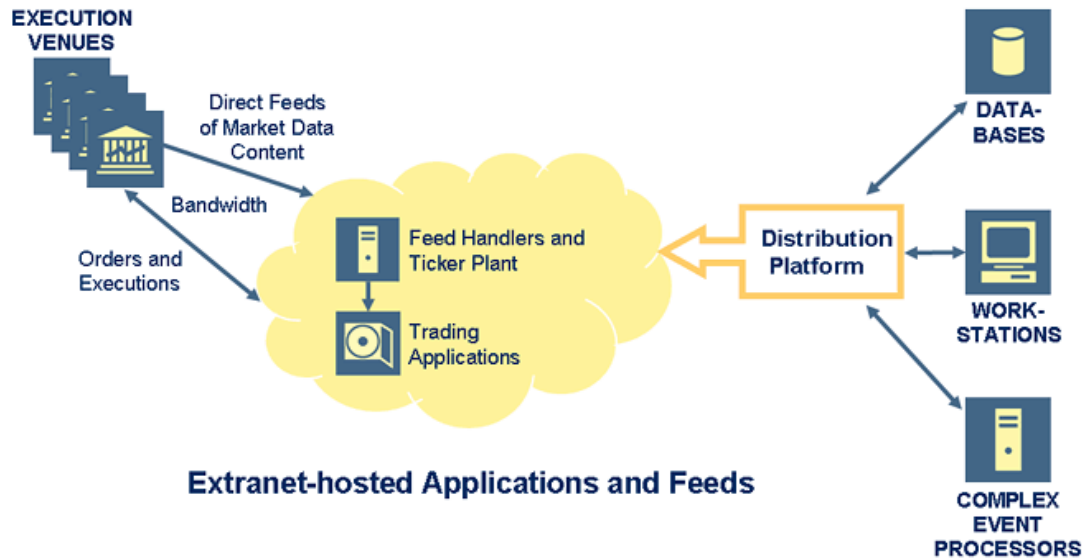 EXECUTION
VENUES
Direct Feeds
of Market Data
Content
Bandwidth
Orders and
Executions
Feed Handlers and
Ticker Plant
Trading
Applications
Distribution
Platform
DATA-
BASES
WORK-
STATIONS
COMPLEX
EVENT
PROCESSORS
Extranet-hosted Applications and Feeds